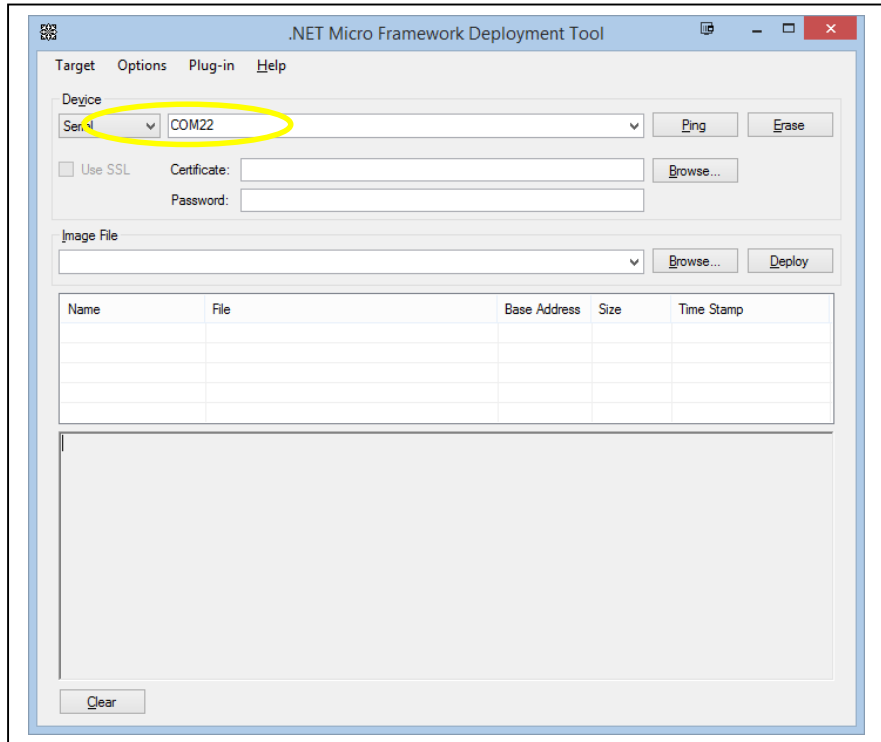 .NET Micro Framework Deployment Tool
Target Options Plug-in Help
Device
Serial COM22 Ping Erase
Use SSL Certificate: Browse...
Password:
Image File
Browse... Deploy
Name File Base Address Size Time Stamp
Clear